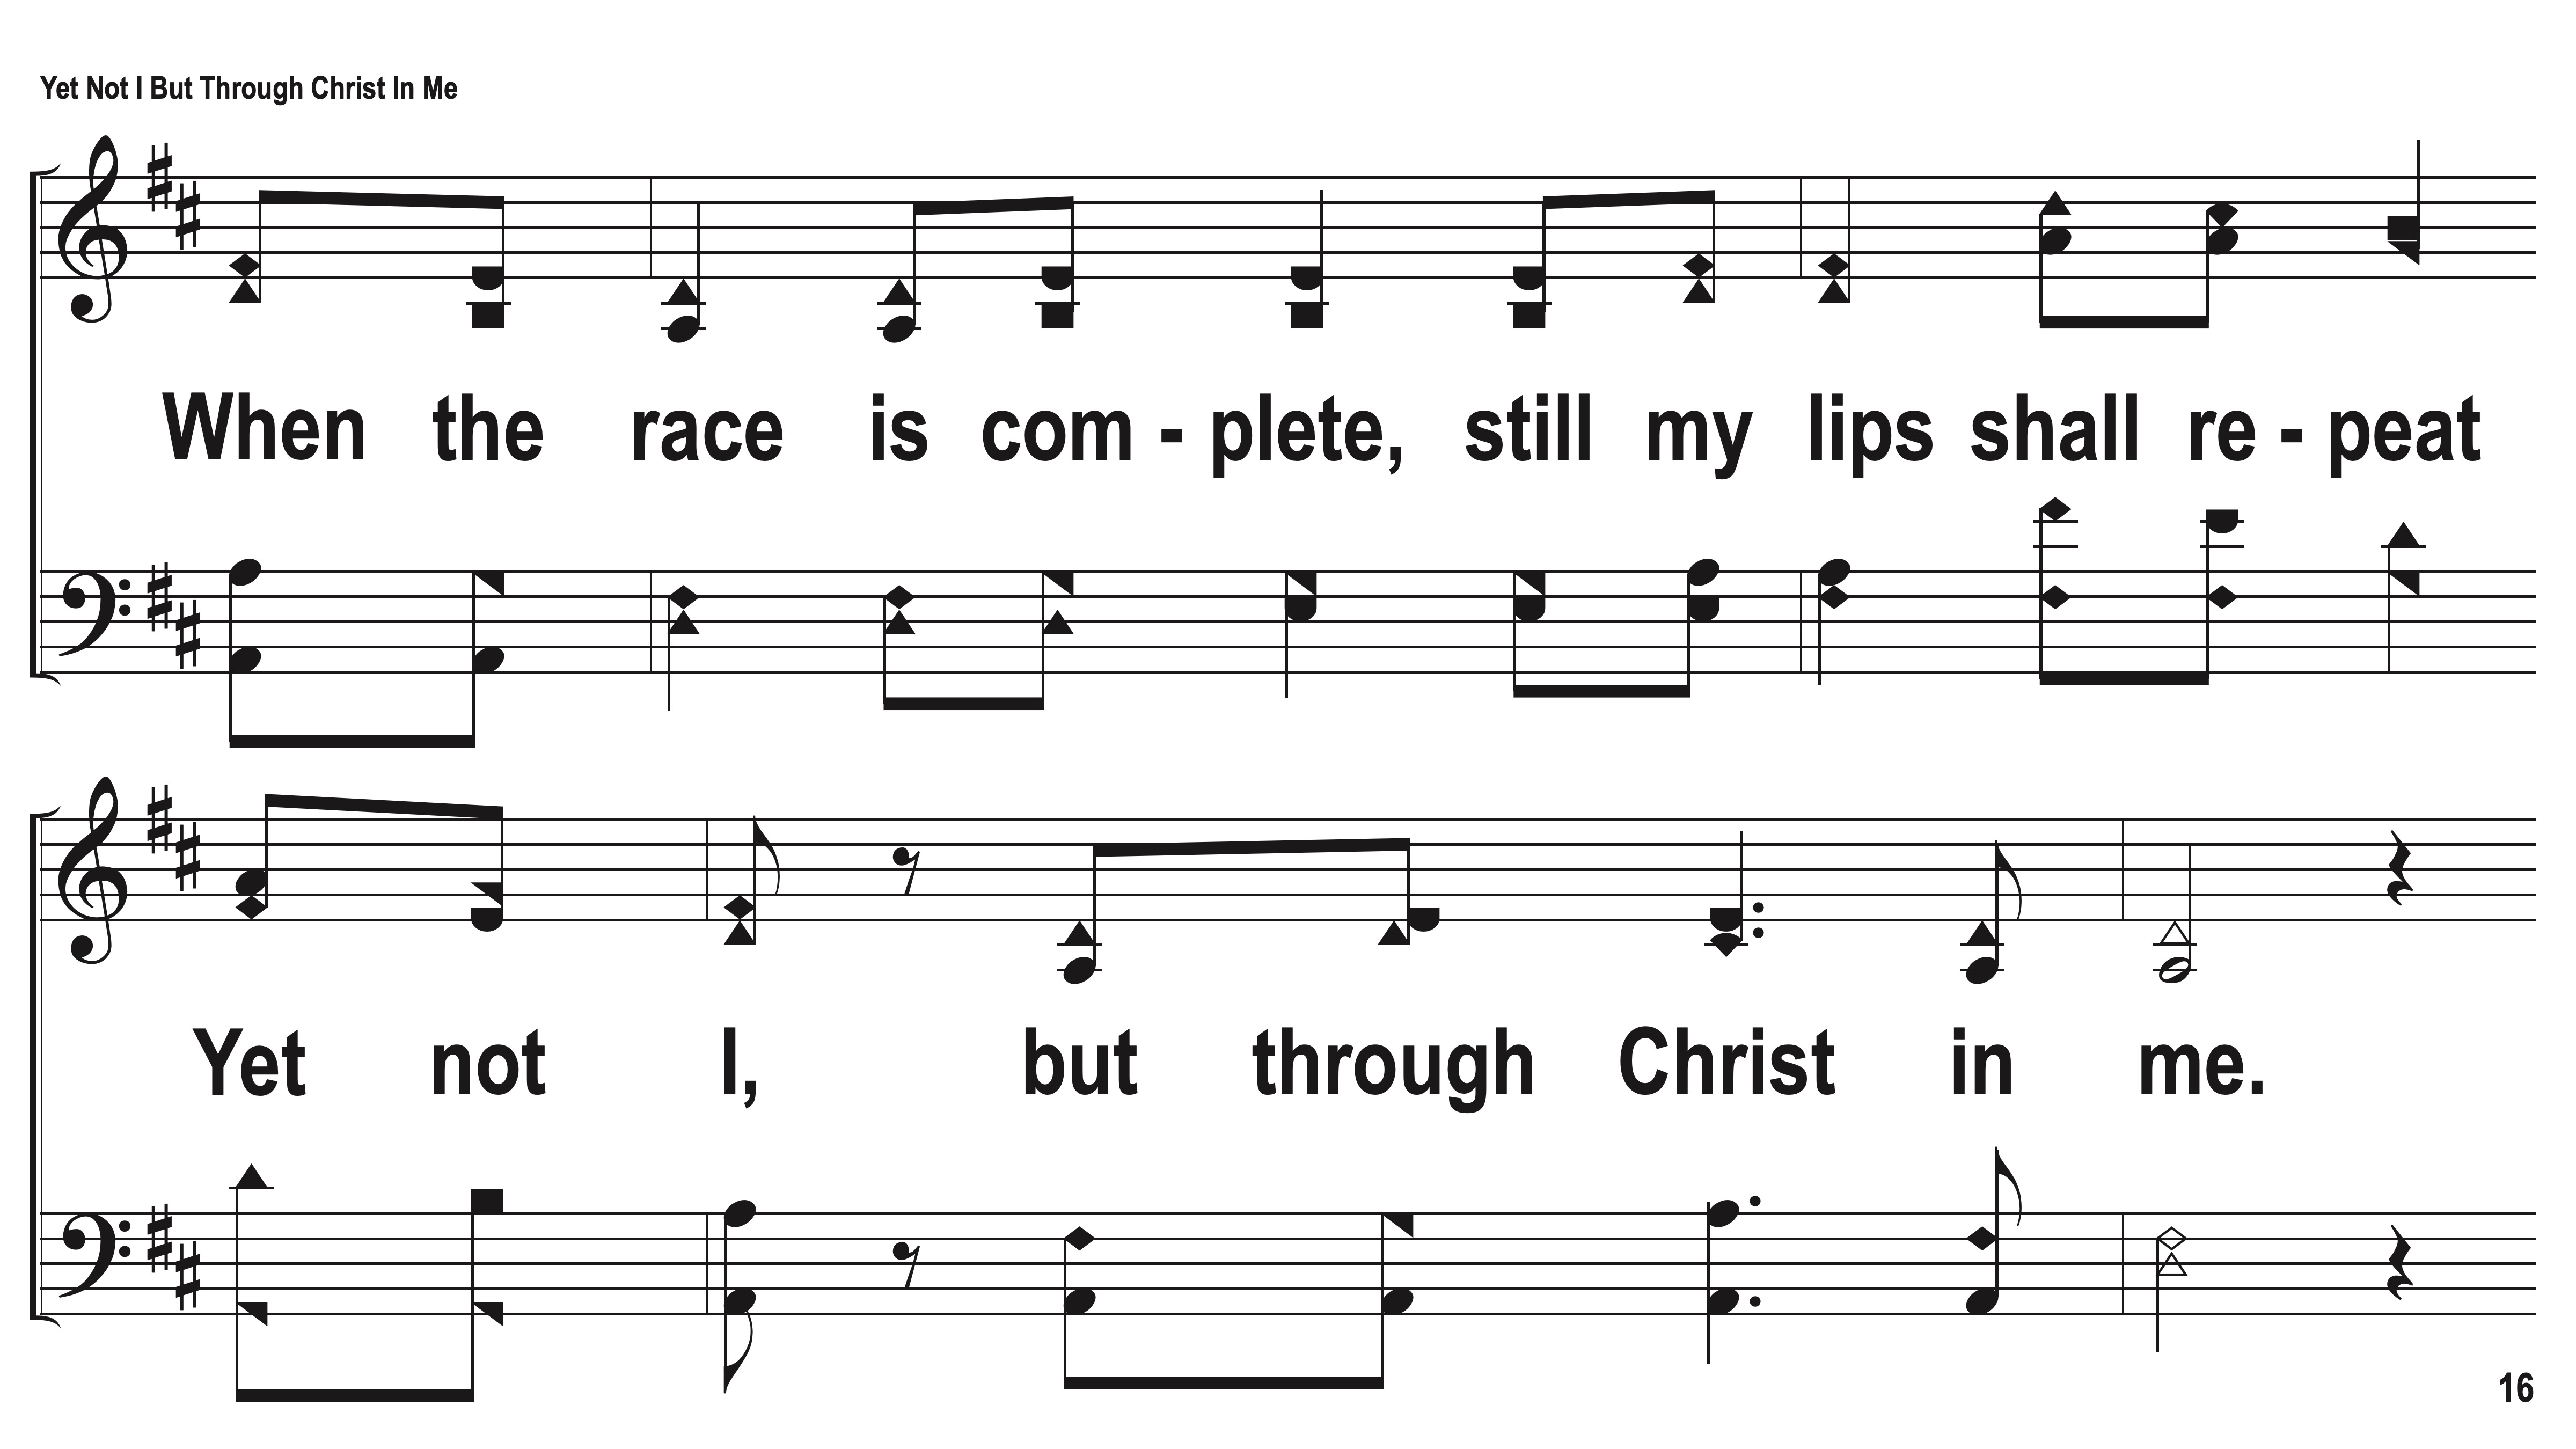 Yet Not I But Through Christ In Me
When the race is com - plete, still my lips shall re - peat
Yet not I, but through Christ in me.
16